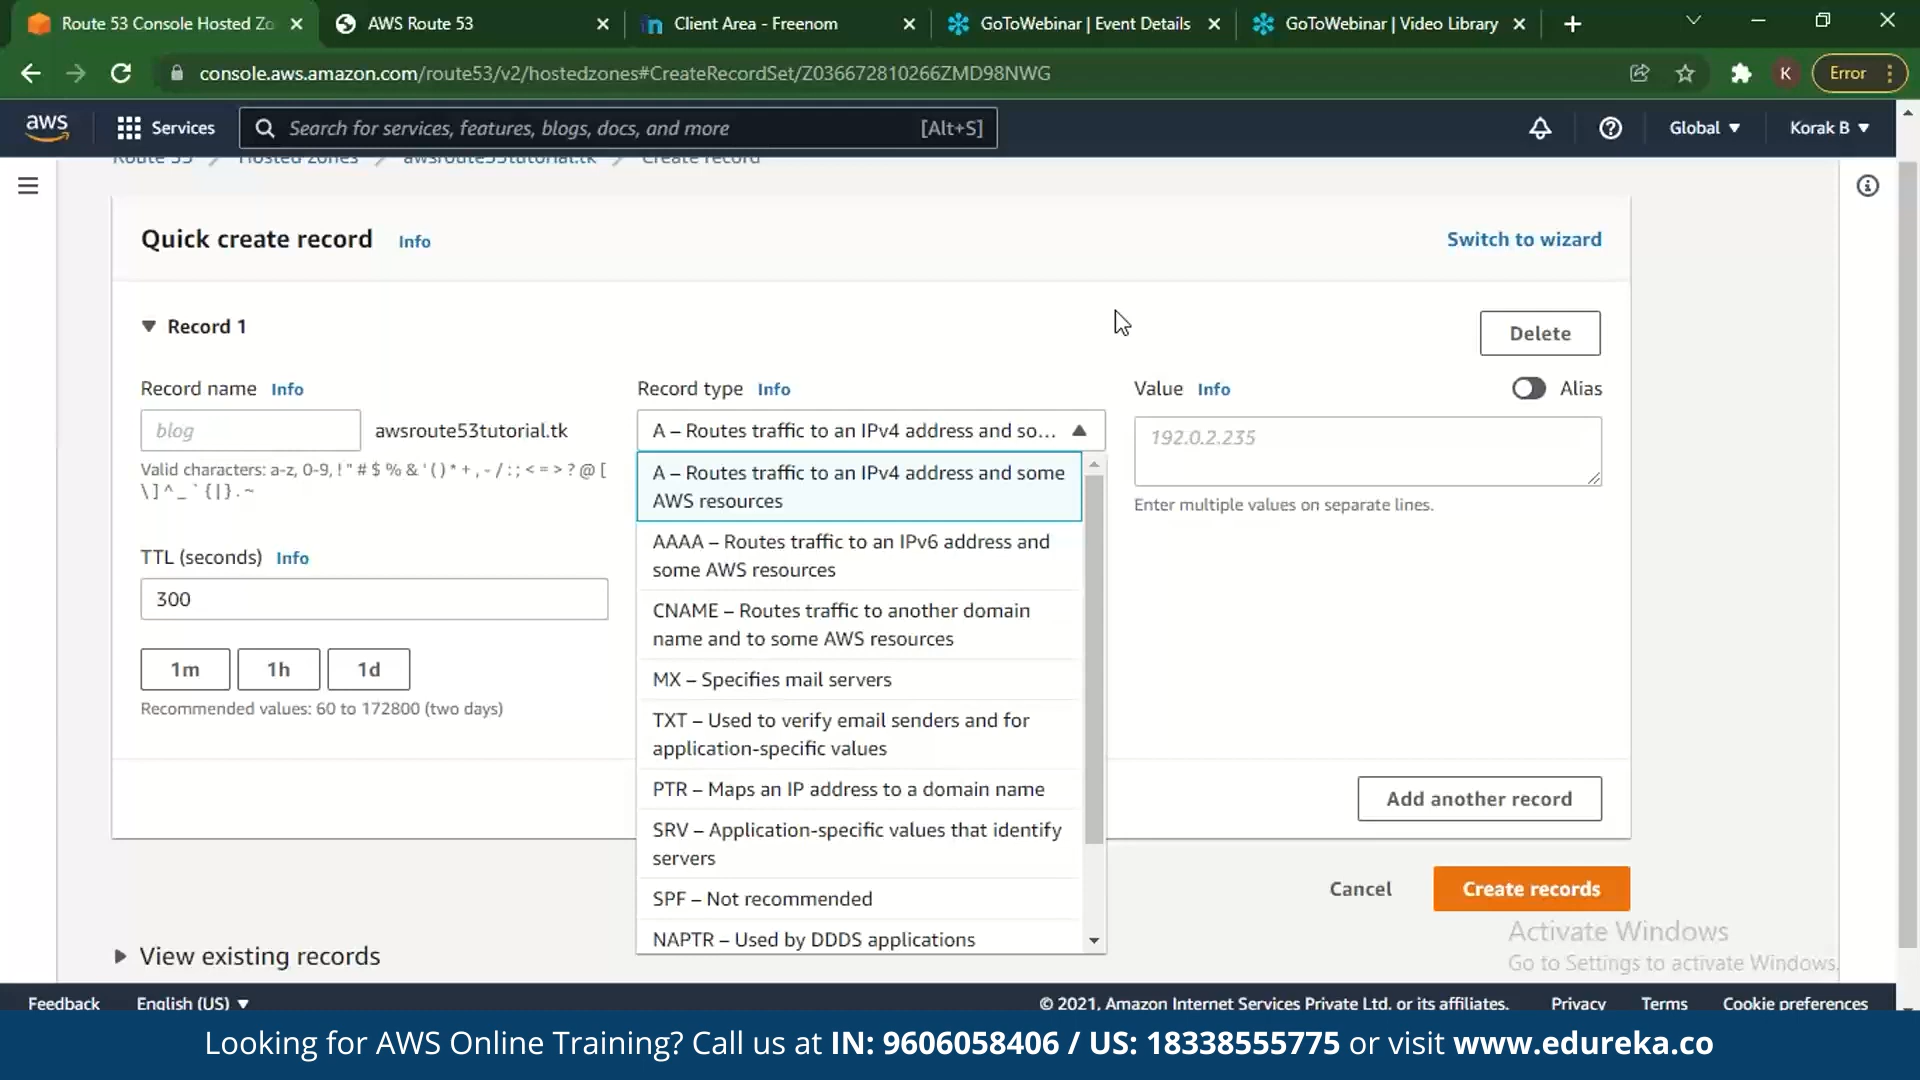 Route 53 Console Hosted Zo
AWS Route 53
Client Area - Freenom
GoToWebinar | Event Details
GoToWebinar | Video Library
console.aws.amazon.com/route53/v2/hostedzones#CreateRecordSet/Z036672810266ZMD98NWG
K
Error
aws
Services
Search for services, features, blogs, docs, and more
[Alt+S]
Global
Korak B
Route 53
Hosted zones
awsroute53tutorial.tk
Create record
Quick create record
Info
Switch to wizard
Record 1
Delete
Record name Info
Record type Info
Value Info
Alias
blog
awsroute53tutorial.tk
A – Routes traffic to an IPv4 address and so...
192.0.2.235
Valid characters: a-z, 0-9, ! " # $ % & ' ( ) * + , - / : ; < = > ? @ [
\ ] ^ _ ` { | } . ~
A – Routes traffic to an IPv4 address and some
AWS resources
Enter multiple values on separate lines.
AAAA – Routes traffic to an IPv6 address and
some AWS resources
TTL (seconds) Info
300
CNAME – Routes traffic to another domain
name and to some AWS resources
1m
1h
1d
MX – Specifies mail servers
Recommended values: 60 to 172800 (two days)
TXT – Used to verify email senders and for
application-specific values
PTR – Maps an IP address to a domain name
Add another record
SRV – Application-specific values that identify
servers
SPF – Not recommended
Cancel
Create records
NAPTR – Used by DDDS applications
Activate Windows
Go to Settings to activate Windows.
View existing records
Feedback
English (US)
© 2021, Amazon Internet Services Private Ltd. or its affiliates.
Privacy
Terms
Cookie preferences
Looking for AWS Online Training? Call us at IN: 9606058406 / US: 18338555775 or visit www.edureka.co